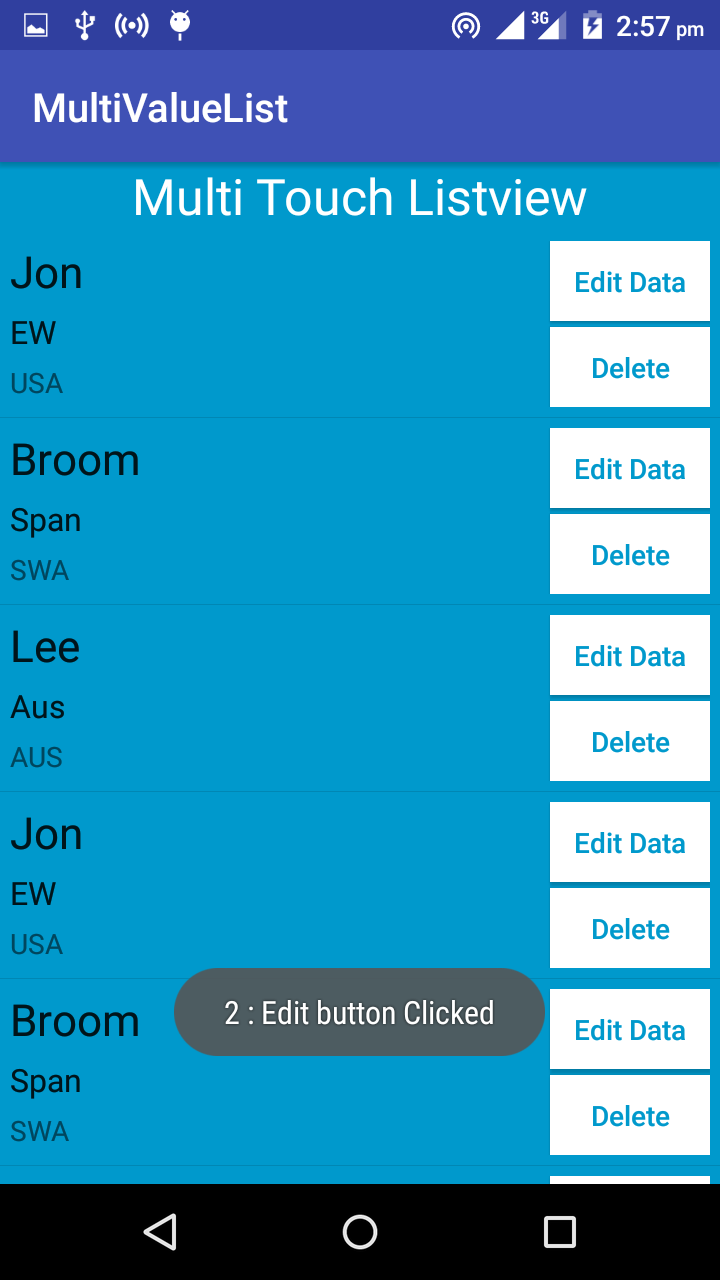 3G 2:57 pm
MultiValueList
Multi Touch Listview
Jon
Edit Data
EW
Delete
USA
Broom
Edit Data
Span
Delete
SWA
Lee
Edit Data
Aus
Delete
AUS
Jon
Edit Data
EW
Delete
USA
2 : Edit button Clicked
Broom
Edit Data
Span
Delete
SWA